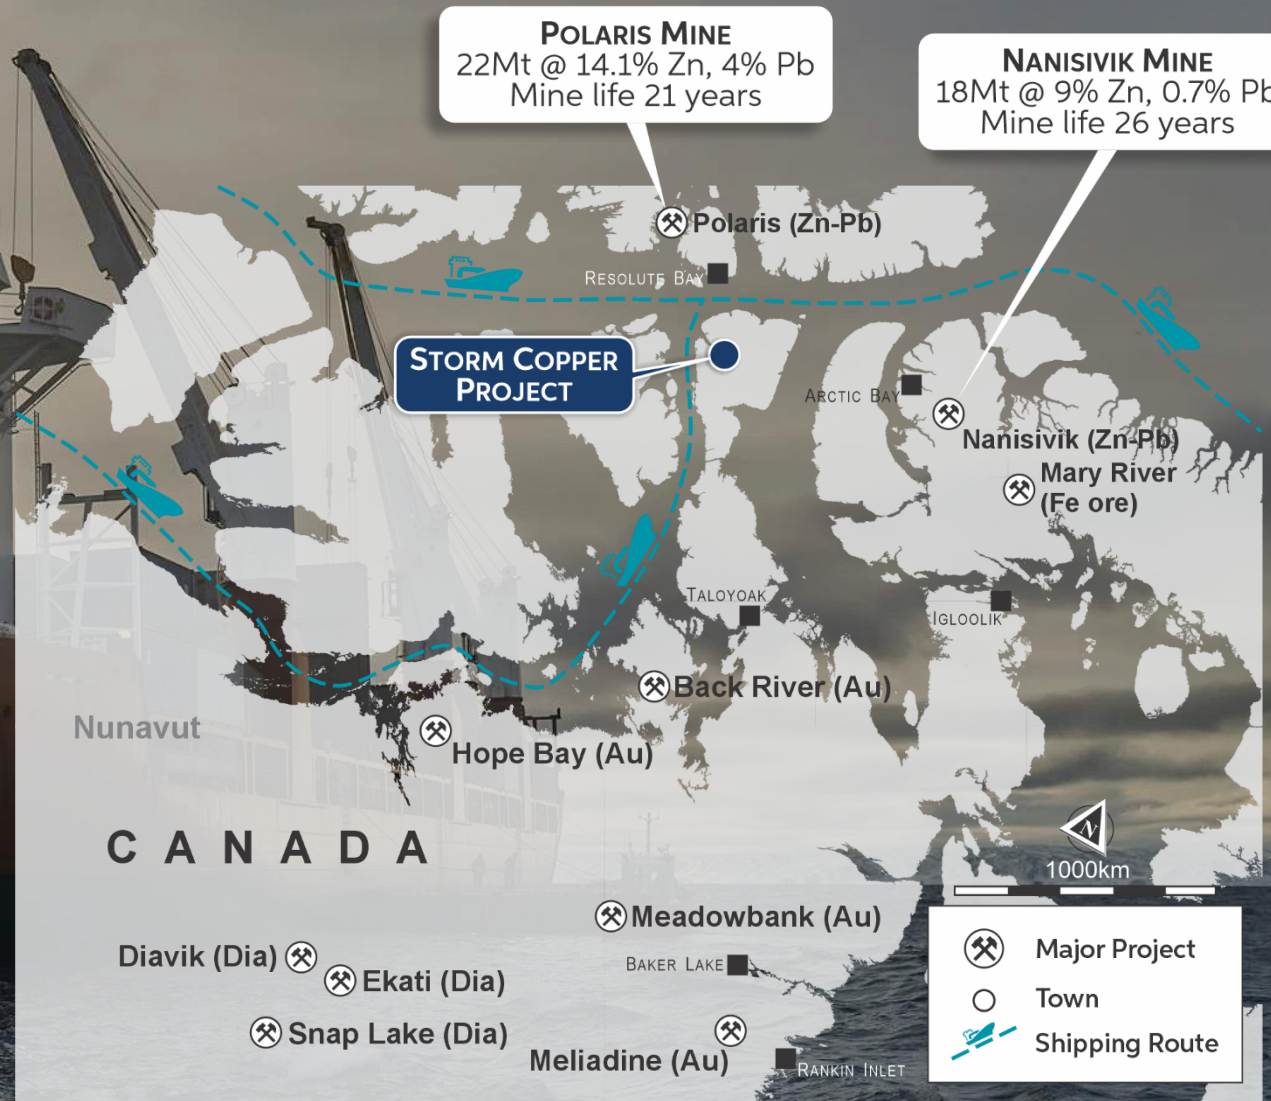 POLARIS MINE
22Mt @ 14.1% Zn, 4% Pb
Mine life 21 years
NANISIVIK MINE
18Mt @ 9% Zn, 0.7% Pb
Mine life 26 years
Polaris (Zn-Pb)
RESOLUTE BAY
STORM COPPER
PROJECT
ARCTIC BAY
Nanisivik (Zn-Pb)
Mary River
(Fe ore)
TALOYOAK
IGLOOLIK
Back River (Au)
Nunavut
Hope Bay (Au)
CANADA
N
1000km
Meadowbank (Au)
Diavik (Dia)
BAKER LAKE
Ekati (Dia)
Snap Lake (Dia)
Meliadine (Au)
RANKIN INLET
Major Project
Town
Shipping Route